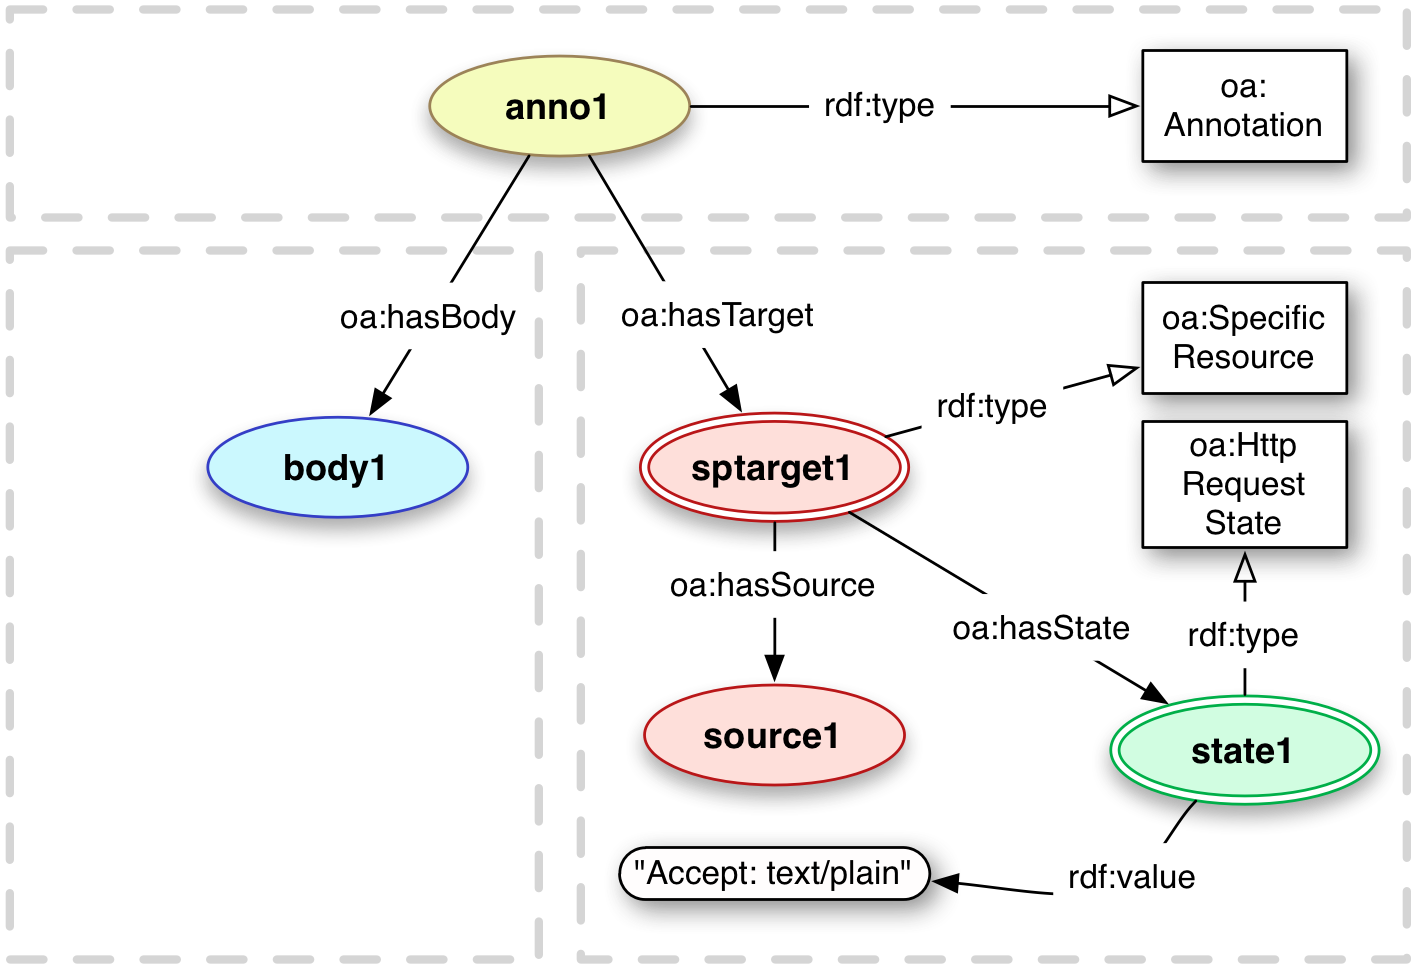 anno1
rdf:type
oa:
Annotation
oa:hasBody
oa:hasTarget
oa:Specific
Resource
rdf:type
body1
sptarget1
oa:Http
Request
State
oa:hasSource
oa:hasState
rdf:type
source1
state1
"Accept: text/plain"
rdf:value